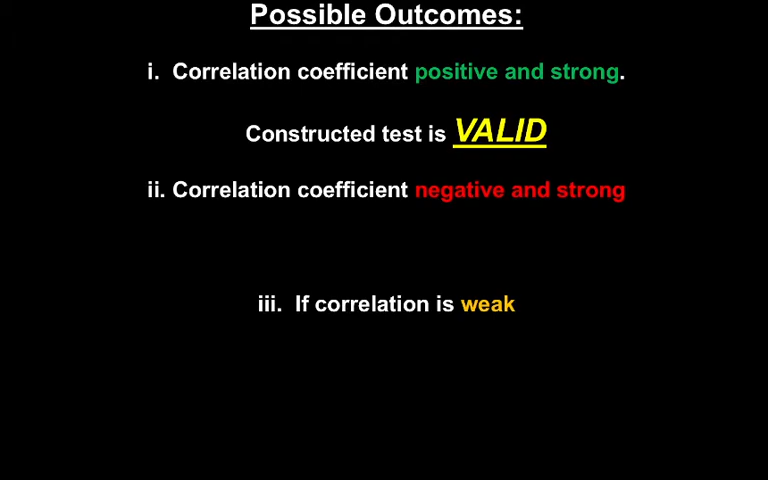 Possible Outcomes:
i. Correlation coefficient positive and strong.
Constructed test is VALID
ii. Correlation coefficient negative and strong
iii. If correlation is weak